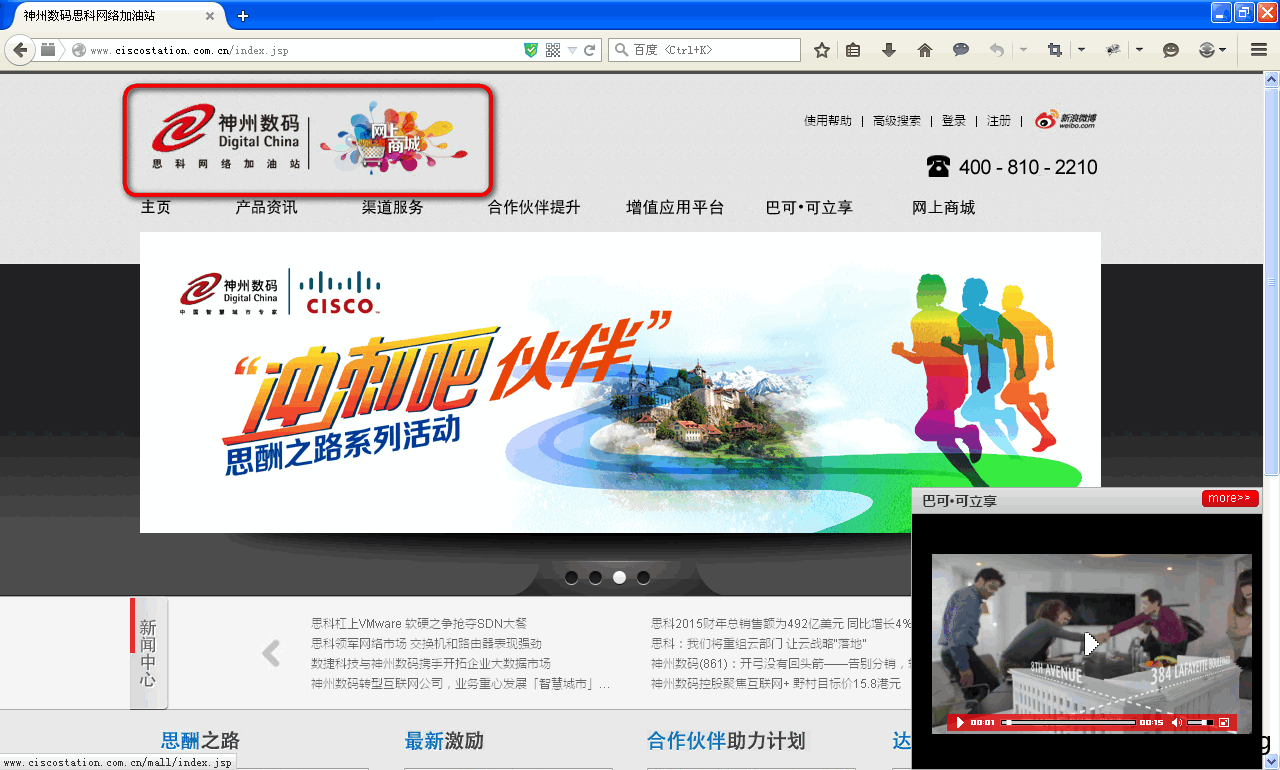 神州数码思科网络加油站
www.ciscostation.com.cn/index.jsp
百度 <Ctrl+K>
神州数码
Digital China
思科网络加油站
网上
商城
使用帮助 | 高级搜索 | 登录 | 注册 |
新浪微博
weibo.com
400 - 810 - 2210
主页 产品资讯 渠道服务 合作伙伴提升 增值应用平台 巴可•可立享 网上商城
神州数码
Digital China
中国智慧城市专家
CISCO
“冲刺吧伙伴”
思酬之路系列活动
巴可•可立享
more>>
8TH AVENUE
384 LAFAYETTE BOULEVARD
00:01
00:15
新闻中心
思科杠上VMware 软硬之争抢夺SDN大餐
思科领军网络市场 交换机和路由器表现强劲
数捷科技与神州数码携手开拓企业大数据市场
神州数码转型互联网公司，业务重心发展「智慧城市」...
思科2015财年总销售额为492亿美元 同比增长4%
思科：我们将重组云部门 让云战略"落地"
神州数码(861)：开弓没有回头箭——告别分销，
神州数码控股聚焦互联网+ 野村目标价15.8港元
思酬之路 最新激励 合作伙伴助力计划 达
www.ciscostation.com.cn/mall/index.jsp
g